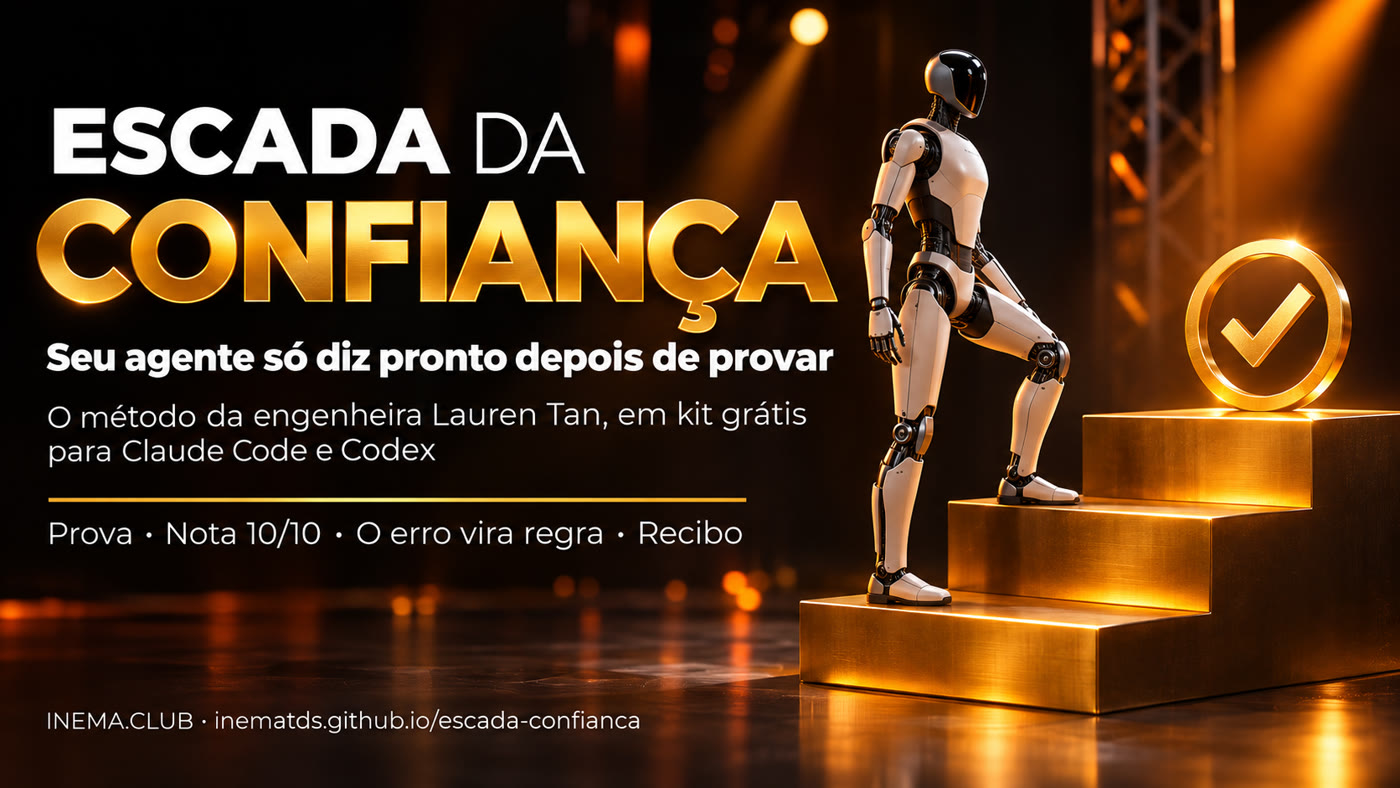 ESCADA DA
CONFIANÇA
Seu agente só diz pronto depois de provar
O método da engenheira Lauren Tan, em kit grátis
para Claude Code e Codex
Prova • Nota 10/10 • O erro vira regra • Recibo
INEMA.CLUB • inematds.github.io/escada-confianca